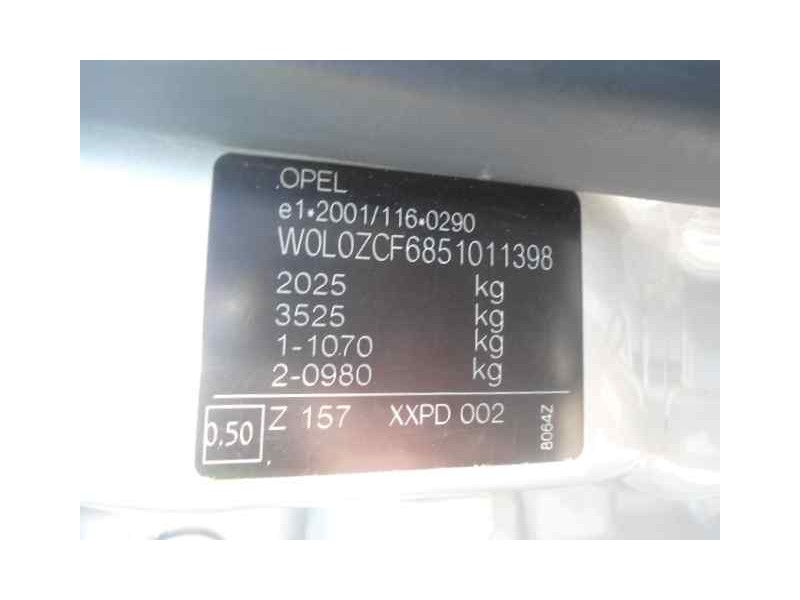 OPEL
e1*2001/116*0290
W0L0ZCF6851011398
2025 kg
3525 kg
1-1070 kg
2-0980 kg
0.50 Z 157 XXPD 002
8064Z